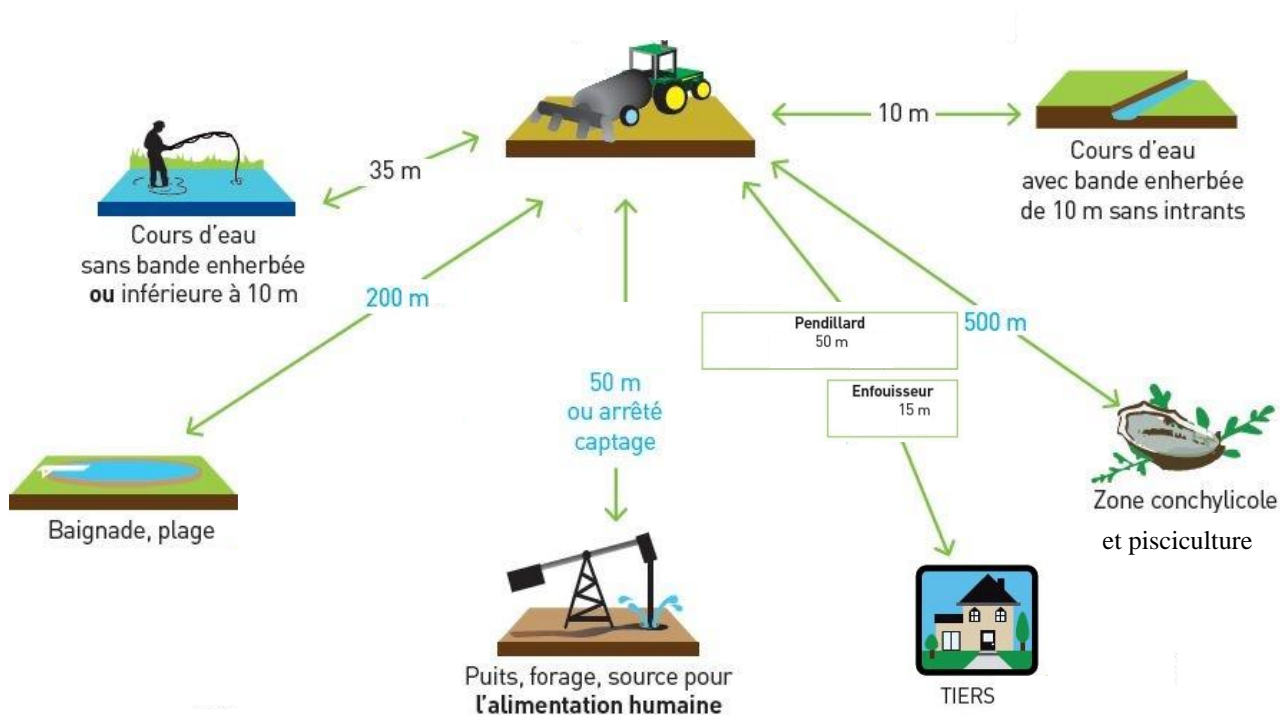 10 m
Cours d'eau
avec bande enherbée
de 10 m sans intrants
35 m
Cours d'eau
sans bande enherbée
ou inférieure à 10 m
200 m
Pendillard
50 m
500 m
50 m
ou arrêté
captage
Enfouisseur
15 m
Baignade, plage
Zone conchylicole
et pisciculture
Puits, forage, source pour
l'alimentation humaine
TIERS